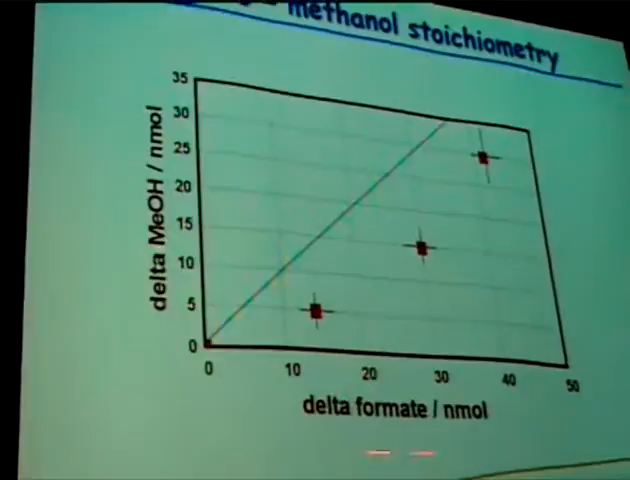 methanol stoichiometry
35
30
25
20
15
10
5
0
delta MeOH / nmol
0 10 20 30 40 50
delta formate / nmol